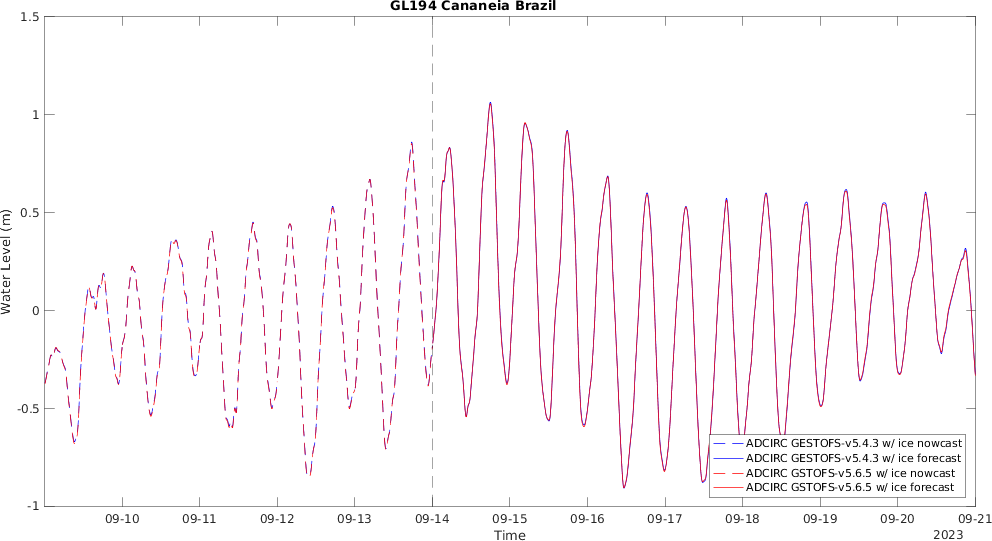 GL194 Cananeia Brazil
1.5
1
0.5
0
-0.5
-1
Water Level (m)
09-10 09-11 09-12 09-13 09-14 09-15 09-16 09-17 09-18 09-19 09-20 09-21
2023
Time
ADCIRC GESTOFS-v5.4.3 w/ ice nowcast
ADCIRC GESTOFS-v5.4.3 w/ ice forecast
ADCIRC GSTOFS-v5.6.5 w/ ice nowcast
ADCIRC GSTOFS-v5.6.5 w/ ice forecast